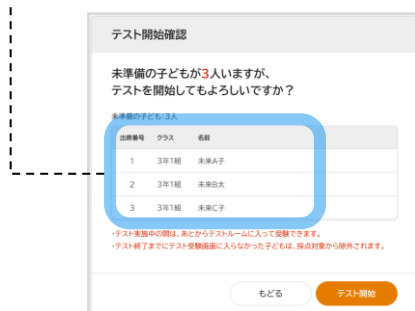 テスト開始確認
未準備の子どもが3人いますが、
テストを開始してもよろしいですか？
未準備の子ども:3人
出席番号 クラス 名前
1 3年1組 未来A子
2 3年1組 未来B太
3 3年1組 未来C子
・テスト実施中の間は、あとからテストルームに入って受験できます。
・テスト終了までにテスト受験画面に入らなかった子どもは、採点対象から除外されます。
もどる テスト開始